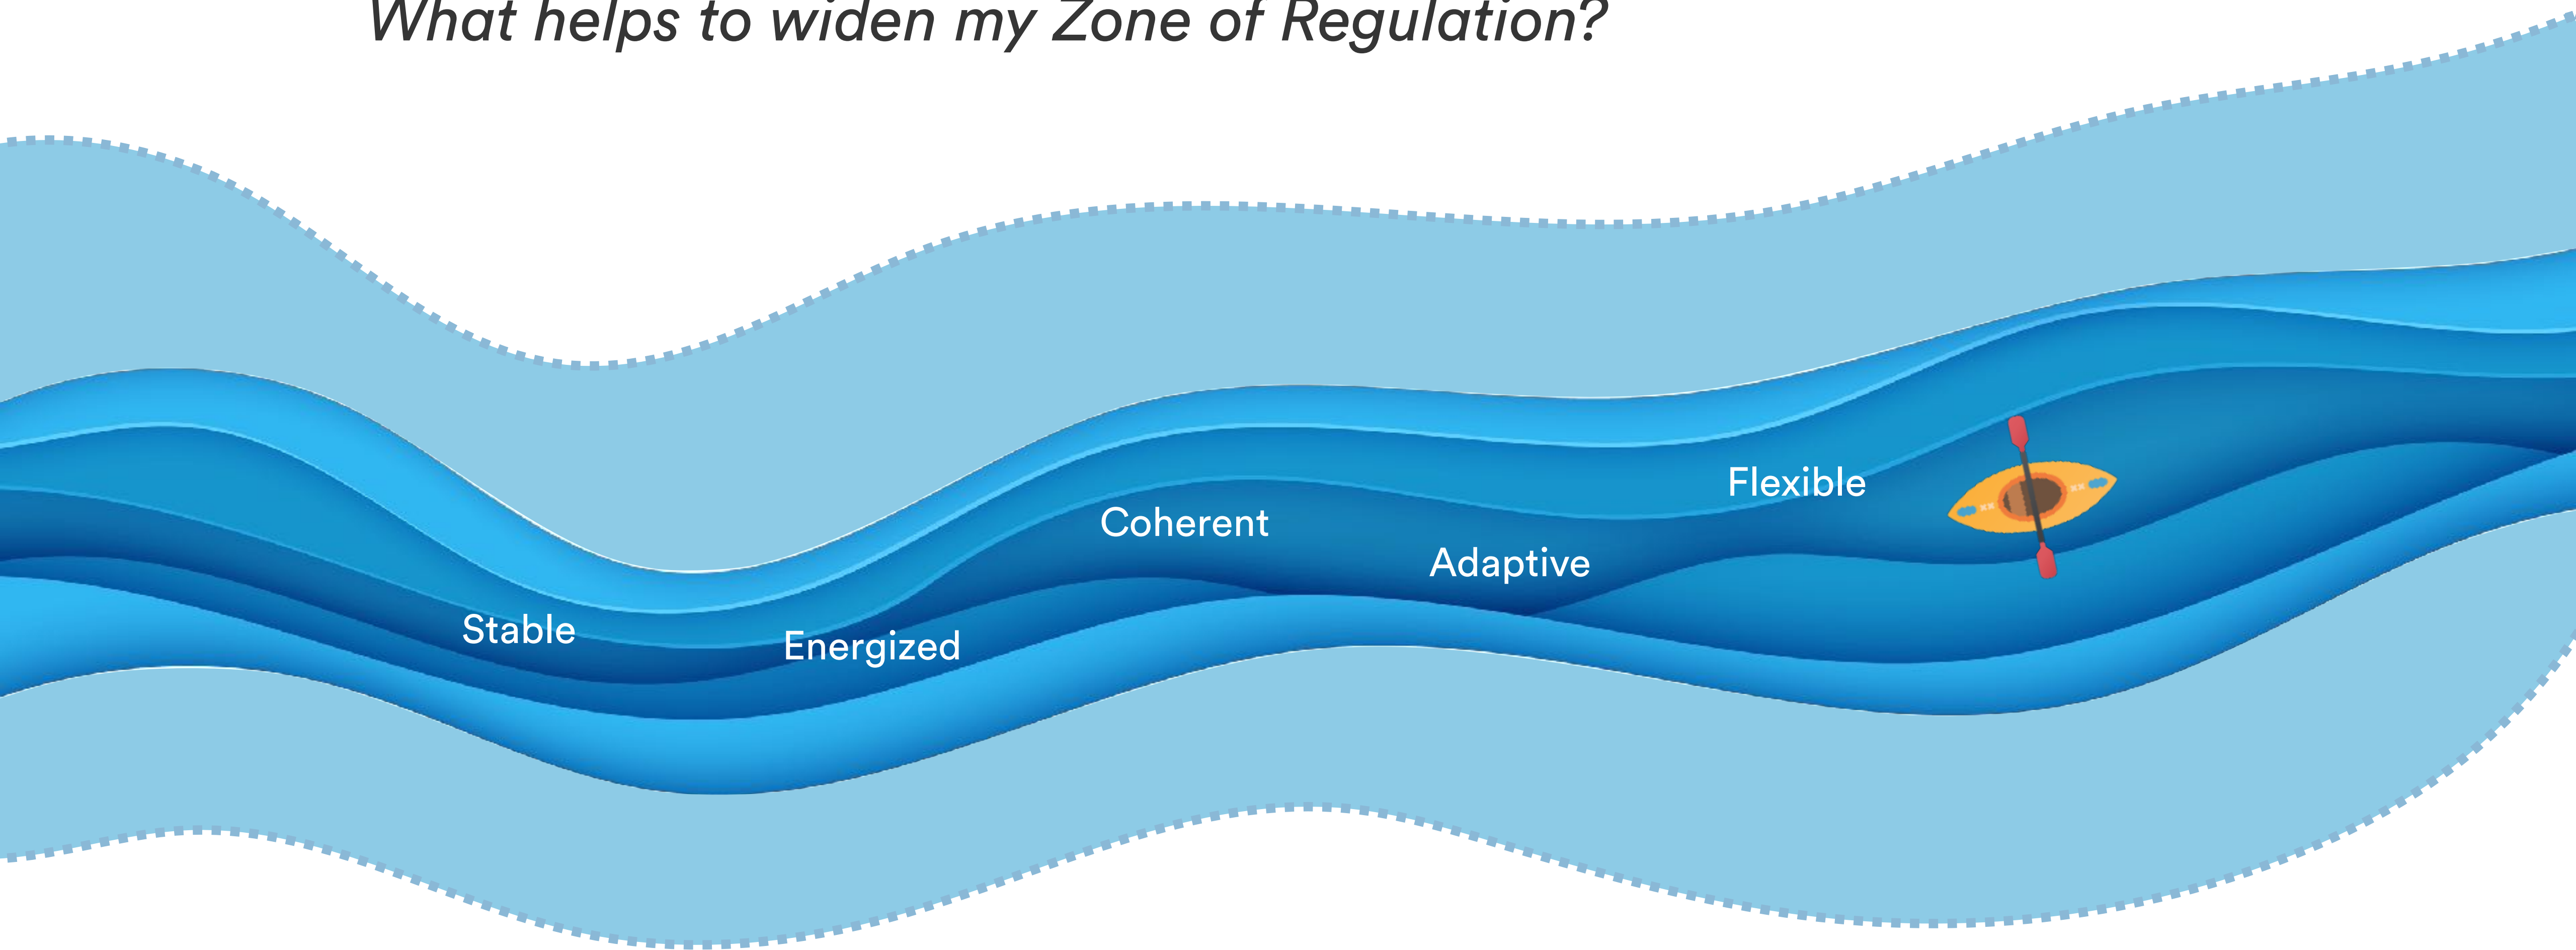 What helps to widen my Zone of Regulation?
Stable
Energized
Coherent
Adaptive
Flexible